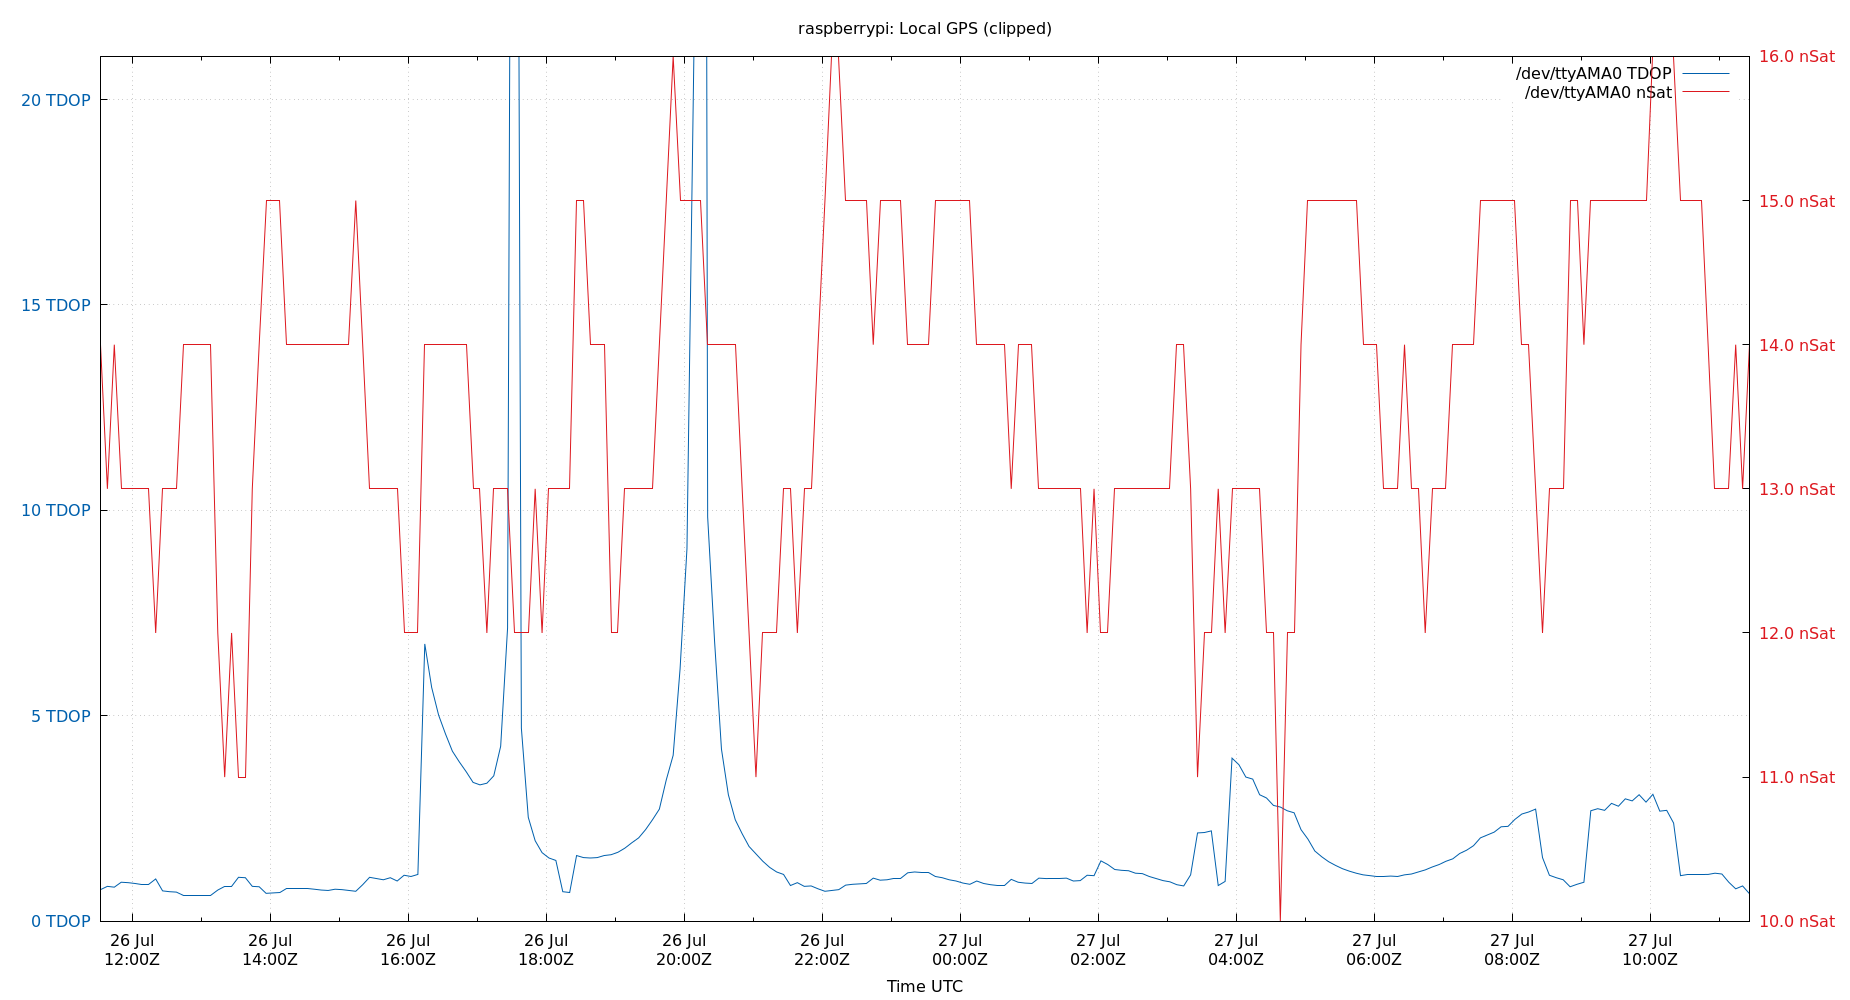 raspberrypi: Local GPS (clipped)
/dev/ttyAMA0 TDOP
/dev/ttyAMA0 nSat
20 TDOP
15 TDOP
10 TDOP
5 TDOP
0 TDOP
16.0 nSat
15.0 nSat
14.0 nSat
13.0 nSat
12.0 nSat
11.0 nSat
10.0 nSat
26 Jul
12:00Z
26 Jul
14:00Z
26 Jul
16:00Z
26 Jul
18:00Z
26 Jul
20:00Z
26 Jul
22:00Z
27 Jul
00:00Z
27 Jul
02:00Z
27 Jul
04:00Z
27 Jul
06:00Z
27 Jul
08:00Z
27 Jul
10:00Z
Time UTC